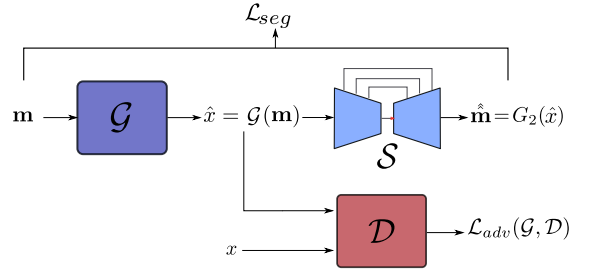 𝓛_seg
𝐦 𝓖 x̂ = 𝓖(𝐦) 𝐦̂̂ = G₂(x̂)
𝓢
x 𝓓 𝓛_adv(𝓖, 𝓓)